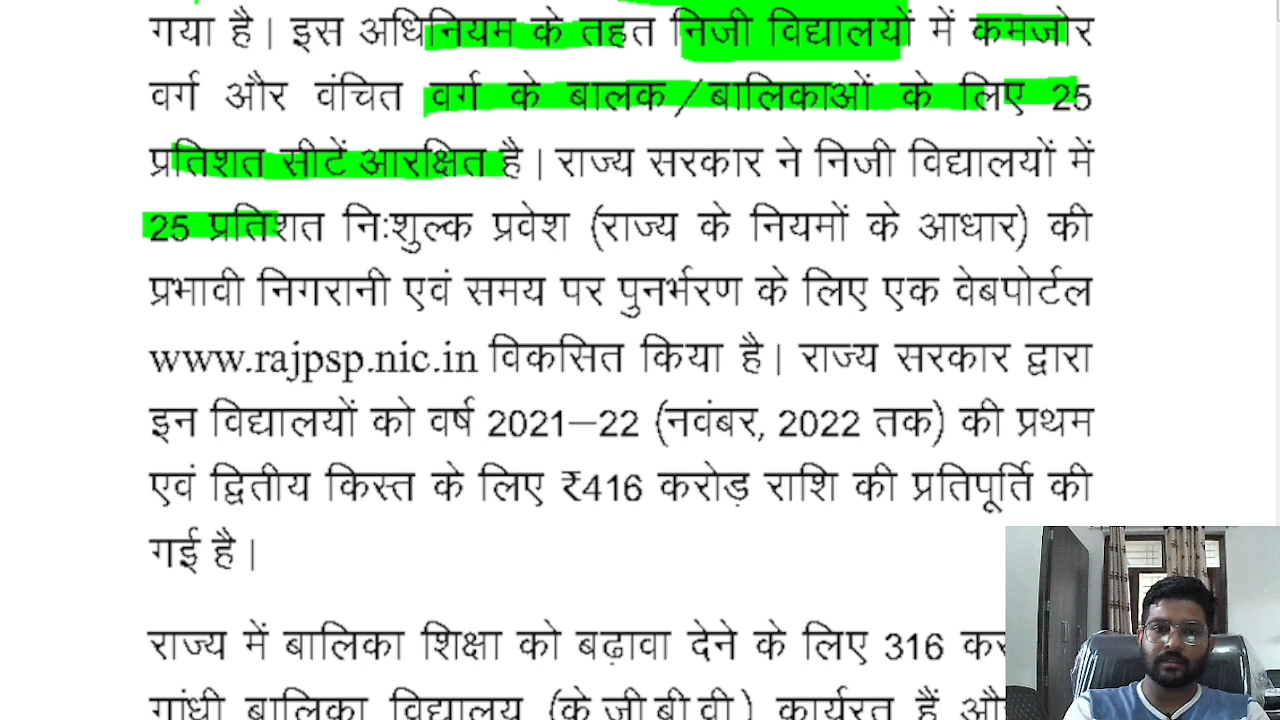 गया है। इस अधिनियम के तहत निजी विद्यालयों में कमजोर
वर्ग और वंचित वर्ग के बालक/बालिकाओं के लिए 25
प्रतिशत सीटें आरक्षित है। राज्य सरकार ने निजी विद्यालयों में
25 प्रतिशत निःशुल्क प्रवेश (राज्य के नियमों के आधार) की
प्रभावी निगरानी एवं समय पर पुनर्भरण के लिए एक वेबपोर्टल
www.rajpsp.nic.in विकसित किया है। राज्य सरकार द्वारा
इन विद्यालयों को वर्ष 2021–22 (नवंबर, 2022 तक) की प्रथम
एवं द्वितीय किस्त के लिए ₹416 करोड़ राशि की प्रतिपूर्ति की
गई है।
राज्य में बालिका शिक्षा को बढ़ावा देने के लिए 316
गांधी बालिका विद्यालय (के.जी.बी.वी.) कार्यरत हैं